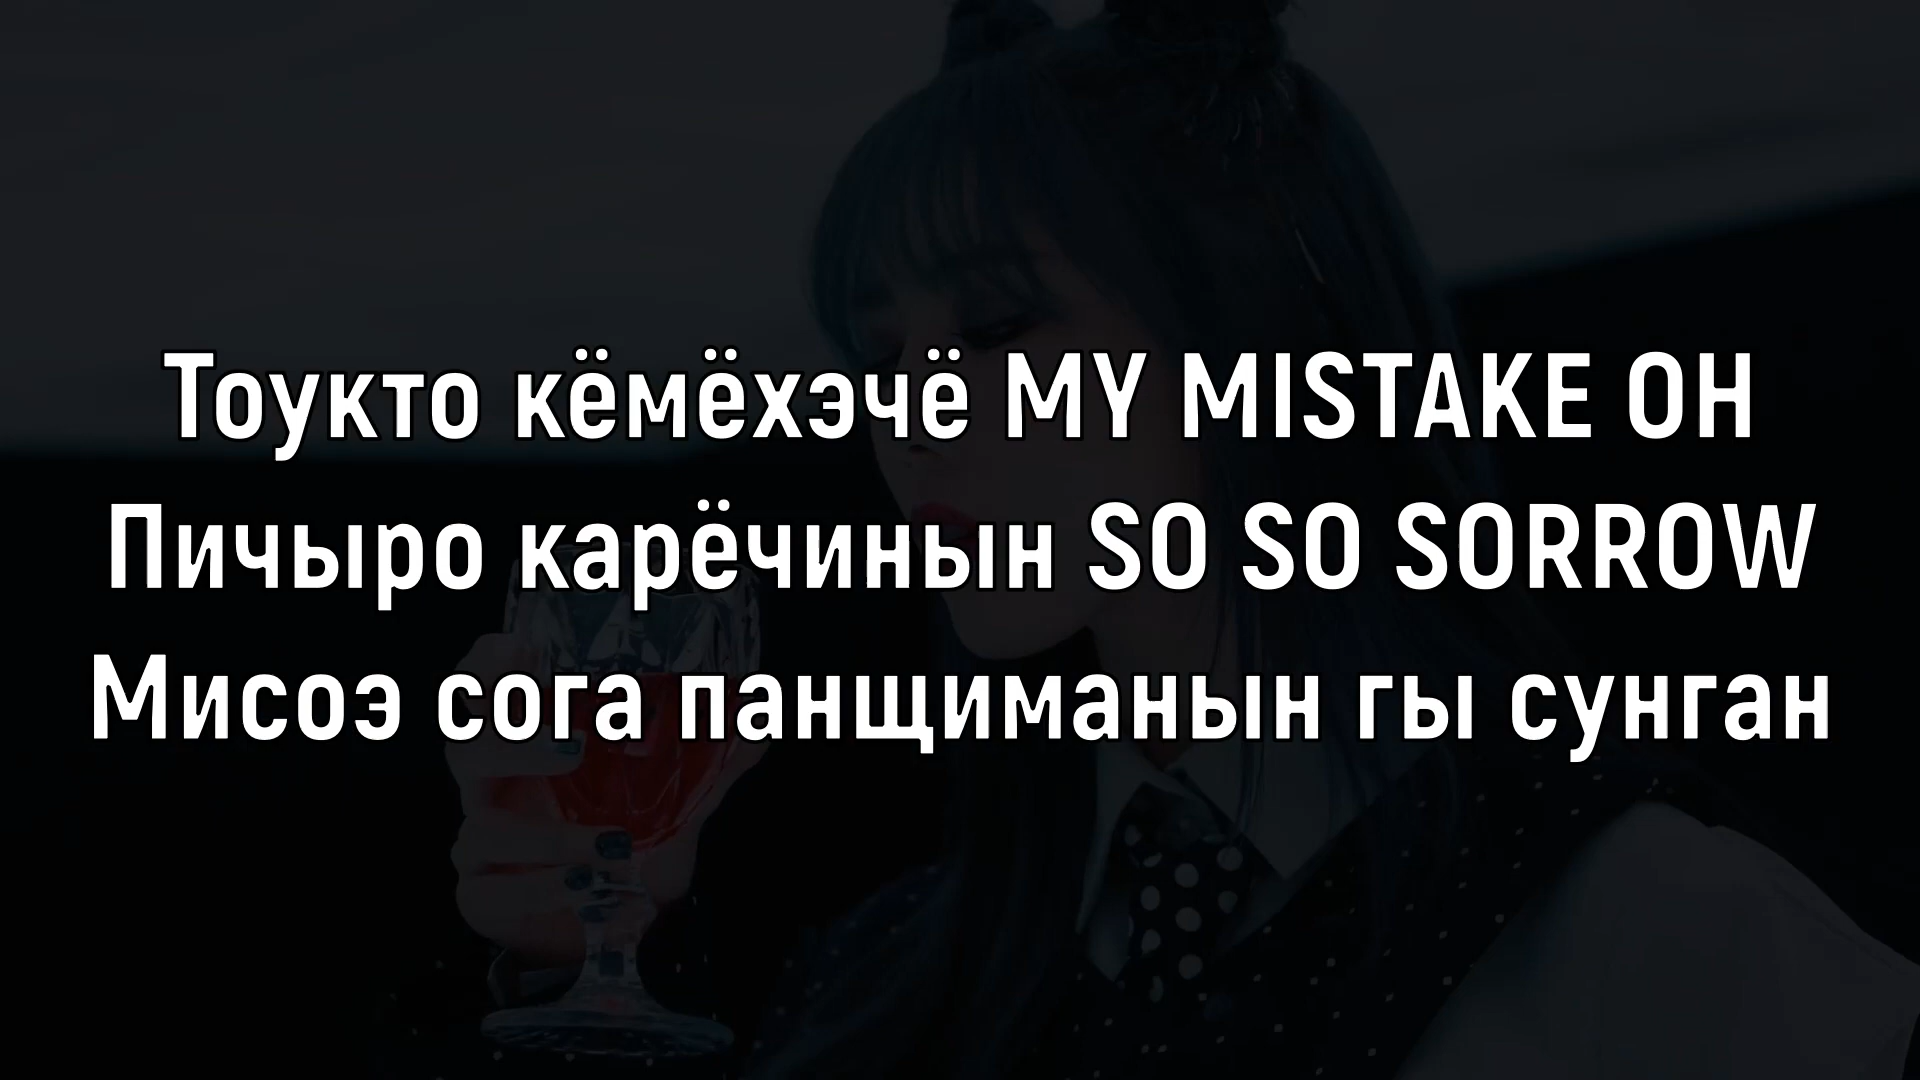 Тоукто кёмёхэчё MY MISTAKE OH
Пичыро карёчинын SO SO SORROW
Мисоэ сога панщиманын гы сунган